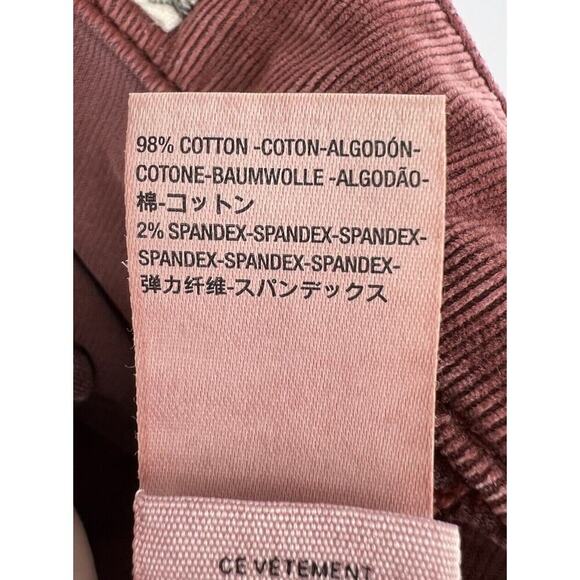 98% COTTON -COTON-ALGODÓN-
COTONE-BAUMWOLLE -ALGODÃO-
棉-コットン
2% SPANDEX-SPANDEX-SPANDEX-
SPANDEX-SPANDEX-SPANDEX-
弹力纤维-スパンデックス
CE VÊTEMENT